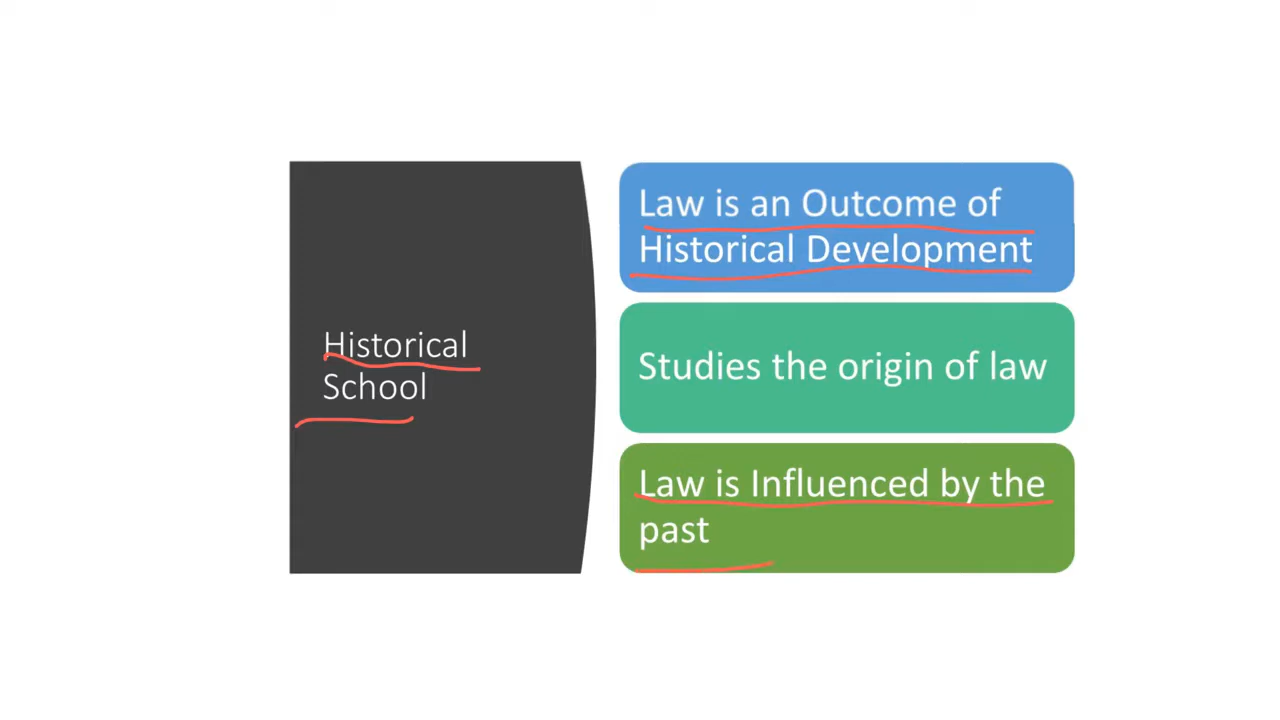 Historical
School
Law is an Outcome of
Historical Development
Studies the origin of law
Law is Influenced by the
past